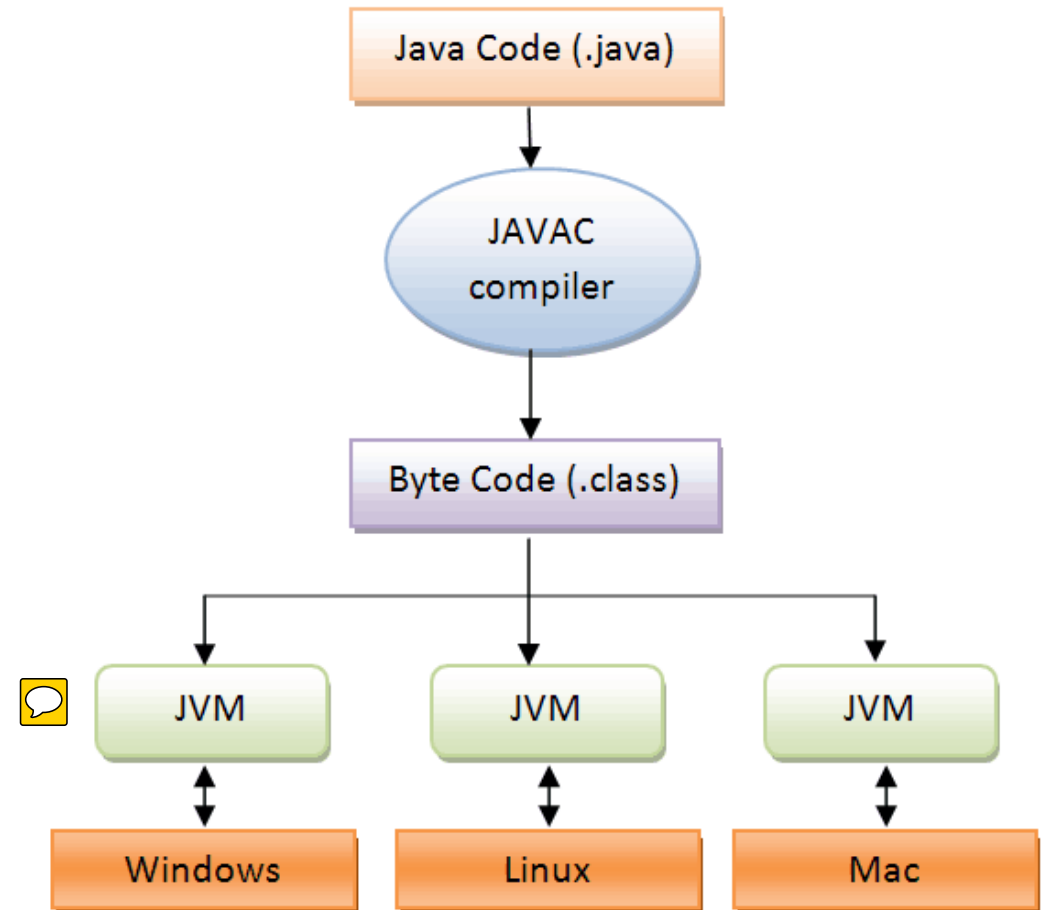 Java Code (.java)
JAVAC
compiler
Byte Code (.class)
JVM
JVM
JVM
Windows
Linux
Mac